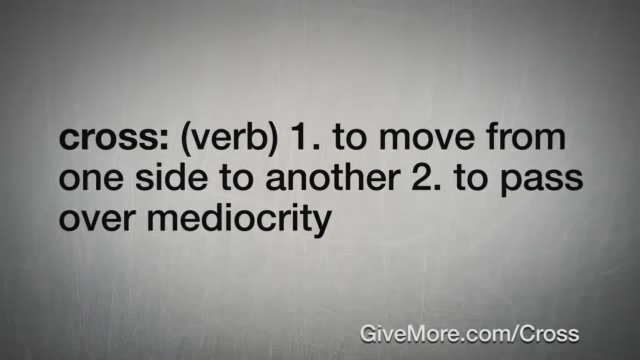 cross: (verb) 1. to move from
one side to another 2. to pass
over mediocrity
GiveMore.com/Cross